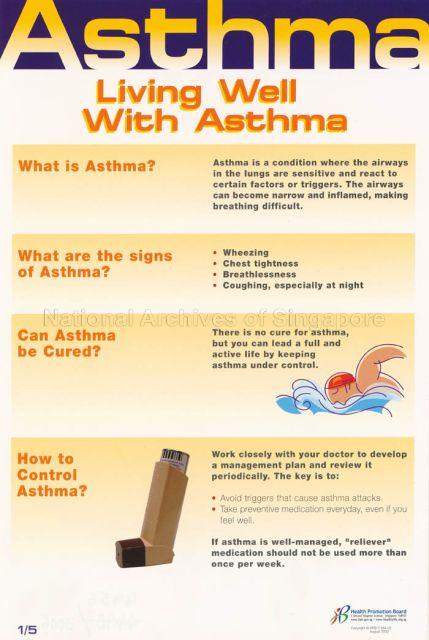 Asthma
Living Well
With Asthma
What is Asthma?
Asthma is a condition where the airways
in the lungs are sensitive and react to
certain factors or triggers. The airways
can become narrow and inflamed, making
breathing difficult.
What are the signs
of Asthma?
• Wheezing
• Chest tightness
• Breathlessness
• Coughing, especially at night
National Archives of Singapore
Can Asthma
be Cured?
There is no cure for asthma,
but you can lead a full and
active life by keeping
asthma under control.
How to
Control
Asthma?
Work closely with your doctor to develop
a management plan and review it
periodically. The key is to:
• Avoid triggers that cause asthma attacks.
• Take preventive medication everyday, even if you
feel well.
If asthma is well-managed, "reliever"
medication should not be used more than
once per week.
Health Promotion Board
1/5